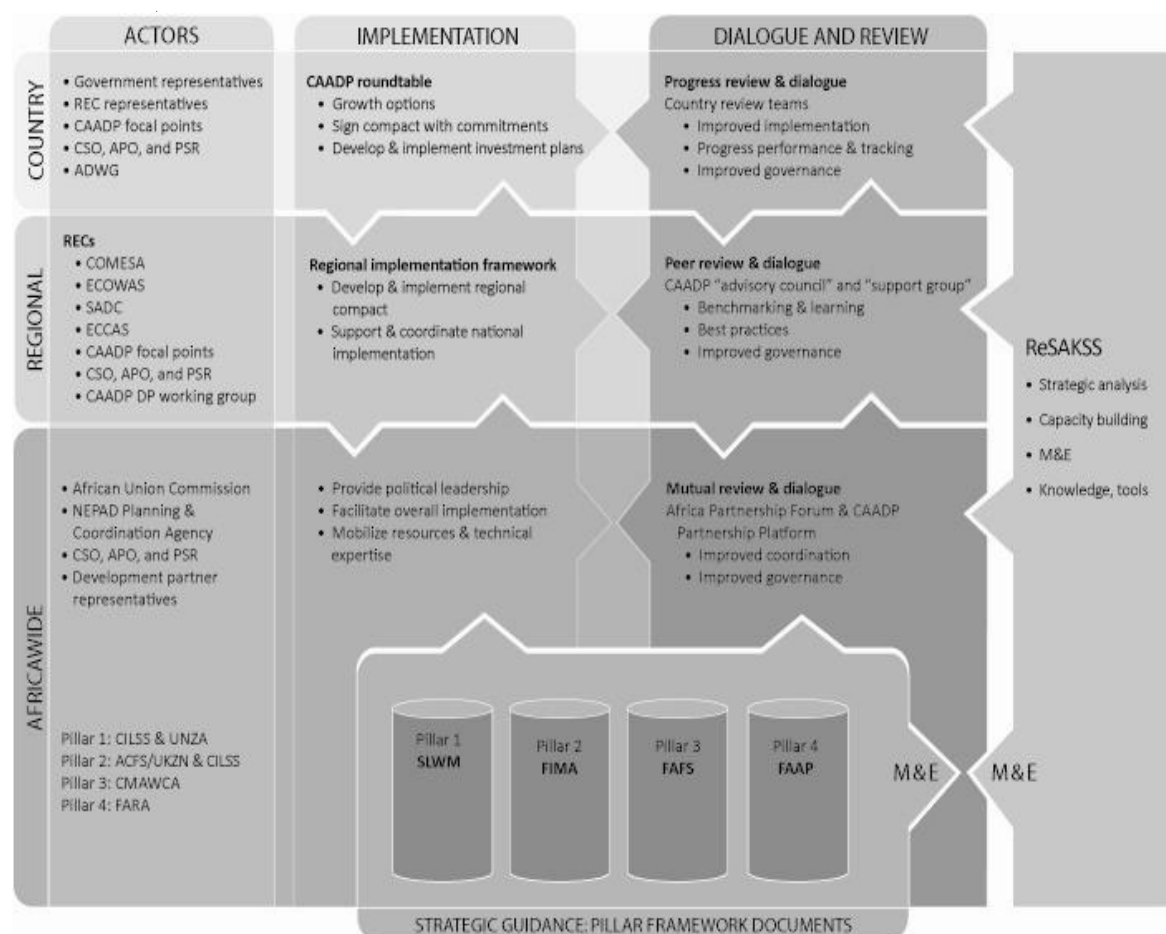 ACTORS
IMPLEMENTATION
DIALOGUE AND REVIEW
COUNTRY
• Government representatives
• REC representatives
• CAADP focal points
• CSO, APO, and PSR
• ADWG
CAADP roundtable
• Growth options
• Sign compact with commitments
• Develop & implement investment plans
Progress review & dialogue
Country review teams
• Improved implementation
• Progress performance & tracking
• Improved governance
REGIONAL
RECs
• COMESA
• ECOWAS
• SADC
• ECCAS
• CAADP focal points
• CSO, APO, and PSR
• CAADP DP working group
Regional implementation framework
• Develop & implement regional
compact
• Support & coordinate national
implementation
Peer review & dialogue
CAADP “advisory council” and “support group”
• Benchmarking & learning
• Best practices
• Improved governance
AFRICAWIDE
• African Union Commission
• NEPAD Planning &
Coordination Agency
• CSO, APO, and PSR
• Development partner
representatives
• Provide political leadership
• Facilitate overall implementation
• Mobilize resources & technical
expertise
Mutual review & dialogue
Africa Partnership Forum & CAADP
Partnership Platform
• Improved coordination
• Improved governance
Pillar 1: CILSS & UNZA
Pillar 2: ACFS/UKZN & CILSS
Pillar 3: CMAWCA
Pillar 4: FARA
Pillar 1
SLWM
Pillar 2
FIMA
Pillar 3
FAFS
Pillar 4
FAAP
M&E
M&E
STRATEGIC GUIDANCE: PILLAR FRAMEWORK DOCUMENTS
ReSAKSS
• Strategic analysis
• Capacity building
• M&E
• Knowledge, tools